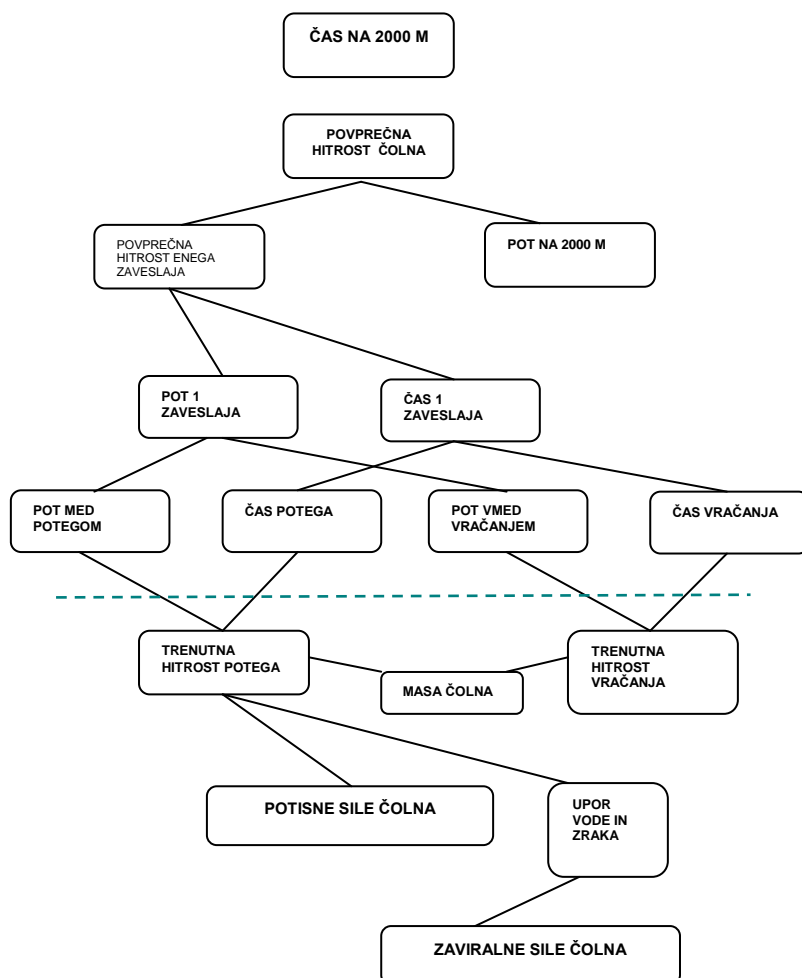 ČAS NA 2000 M
POVPREČNA
HITROST ČOLNA
POVPREČNA
HITROST ENEGA
ZAVESLAJA
POT NA 2000 M
POT 1
ZAVESLAJA
ČAS 1
ZAVESLAJA
POT MED
POTEGOM
ČAS POTEGA
POT VMED
VRAČANJEM
ČAS VRAČANJA
TRENUTNA
HITROST POTEGA
MASA ČOLNA
TRENUTNA
HITROST
VRAČANJA
POTISNE SILE ČOLNA
UPOR
VODE IN
ZRAKA
ZAVIRALNE SILE ČOLNA